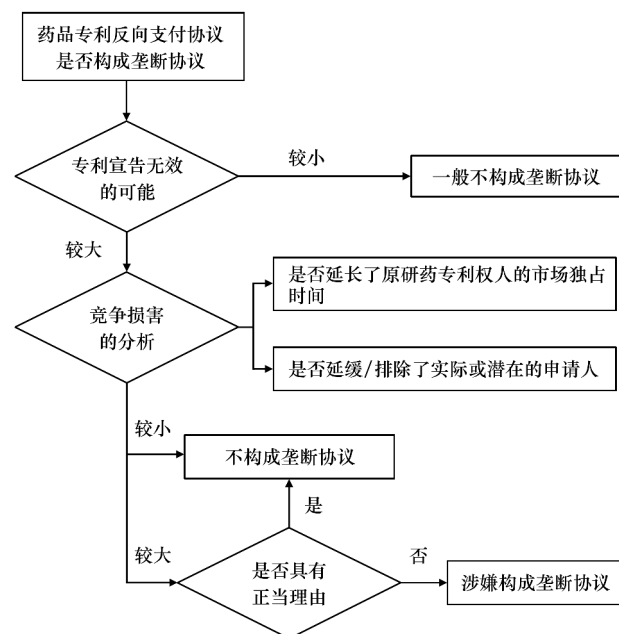 药品专利反向支付协议
是否构成垄断协议
专利宣告无效
的可能
较小
一般不构成垄断协议
较大
竞争损害
的分析
是否延长了原研药专利权人的市场独占
时间
是否延缓/排除了实际或潜在的申请人
较小
不构成垄断协议
是
较大
是否具有
正当理由
否
涉嫌构成垄断协议